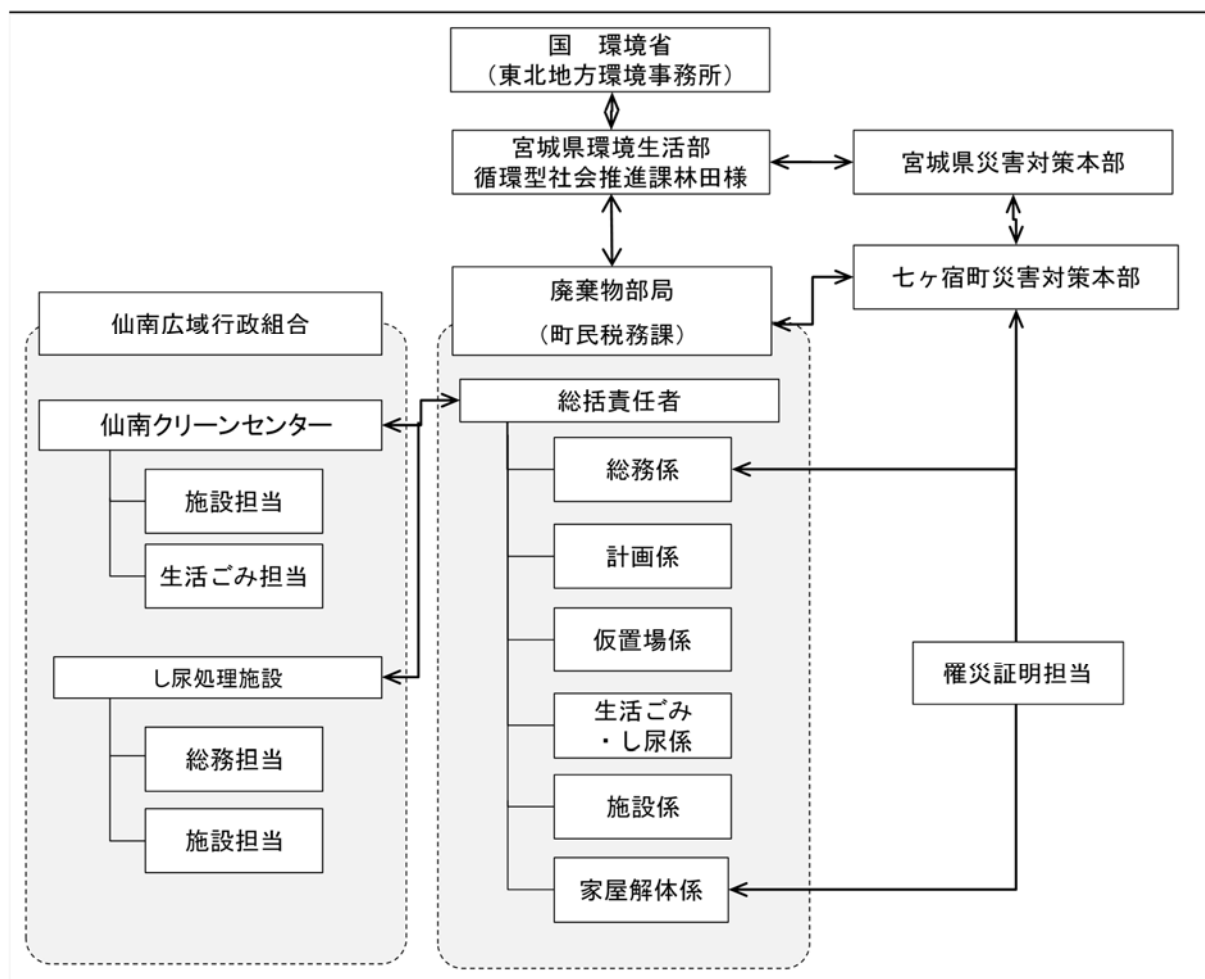 国　環境省
（東北地方環境事務所）
宮城県環境生活部
循環型社会推進課林田様
宮城県災害対策本部
七ヶ宿町災害対策本部
廃棄物部局
（町民税務課）
仙南広域行政組合
総括責任者
仙南クリーンセンター
施設担当
生活ごみ担当
し尿処理施設
総務担当
施設担当
総務係
計画係
仮置場係
生活ごみ
・し尿係
施設係
家屋解体係
罹災証明担当